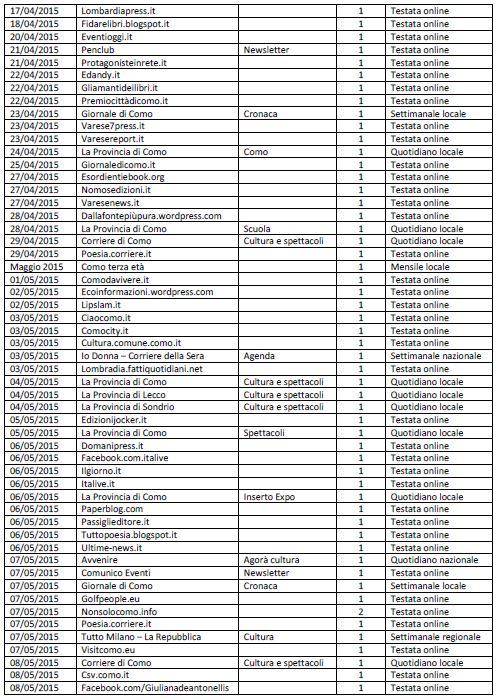 17/04/2015 Lombardiapress.it 1 Testata online
18/04/2015 Fidarelibri.blogspot.it 1 Testata online
20/04/2015 Eventioggi.it 1 Testata online
21/04/2015 Penclub Newsletter 1 Testata online
21/04/2015 Protagonisteinrete.it 1 Testata online
22/04/2015 Edandy.it 1 Testata online
22/04/2015 Gliamantideilibri.it 1 Testata online
22/04/2015 Premiocittàdicomo.it 1 Testata online
23/04/2015 Giornale di Como Cronaca 1 Settimanale locale
23/04/2015 Varese7press.it 1 Testata online
23/04/2015 Varesereport.it 1 Testata online
24/04/2015 La Provincia di Como Como 1 Quotidiano locale
25/04/2015 Giornaledicomo.it 1 Testata online
27/04/2015 Esordientiebook.org 1 Testata online
27/04/2015 Nomosedizioni.it 1 Testata online
27/04/2015 Varesenews.it 1 Testata online
28/04/2015 Dallafontepiùpura.wordpress.com 1 Testata online
28/04/2015 La Provincia di Como Scuola 1 Quotidiano locale
29/04/2015 Corriere di Como Cultura e spettacoli 1 Quotidiano locale
29/04/2015 Poesia.corriere.it 1 Testata online
Maggio 2015 Como terza età 1 Mensile locale
01/05/2015 Comodavivere.it 1 Testata online
02/05/2015 Ecoinformazioni.wordpress.com 1 Testata online
02/05/2015 Lipslam.it 1 Testata online
03/05/2015 Ciaocomo.it 1 Testata online
03/05/2015 Comocity.it 1 Testata online
03/05/2015 Cultura.comune.como.it 1 Testata online
03/05/2015 Io Donna – Corriere della Sera Agenda 1 Settimanale nazionale
03/05/2015 Lombradia.fattiquotidiani.net 1 Testata online
04/05/2015 La Provincia di Como Cultura e spettacoli 1 Quotidiano locale
04/05/2015 La Provincia di Lecco Cultura e spettacoli 1 Quotidiano locale
04/05/2015 La Provincia di Sondrio Cultura e spettacoli 1 Quotidiano locale
05/05/2015 Edizionijocker.it 1 Testata online
05/05/2015 La Provincia di Como Spettacoli 1 Quotidiano locale
06/05/2015 Domanipress.it 1 Testata online
06/05/2015 Facebook.com.italive 1 Testata online
06/05/2015 Ilgiorno.it 1 Testata online
06/05/2015 Italive.it 1 Testata online
06/05/2015 La Provincia di Como Inserto Expo 1 Quotidiano locale
06/05/2015 Paperblog.com 1 Testata online
06/05/2015 Passiglieditore.it 1 Testata online
06/05/2015 Tuttopoesia.blogspot.it 1 Testata online
06/05/2015 Ultime-news.it 1 Testata online
07/05/2015 Avvenire Agorà cultura 1 Quotidiano nazionale
07/05/2015 Comunico Eventi Newsletter 1 Testata online
07/05/2015 Giornale di Como Cronaca 1 Settimanale locale
07/05/2015 Golfpeople.eu 1 Testata online
07/05/2015 Nonsolocomo.info 2 Testata online
07/05/2015 Poesia.corriere.it 1 Testata online
07/05/2015 Tutto Milano – La Repubblica Cultura 1 Settimanale regionale
07/05/2015 Visitcomo.eu 1 Testata online
08/05/2015 Corriere di Como Cultura e spettacoli 1 Quotidiano locale
08/05/2015 Csv.como.it 1 Testata online
08/05/2015 Facebook.com/Giulianadeantonellis 1 Testata online